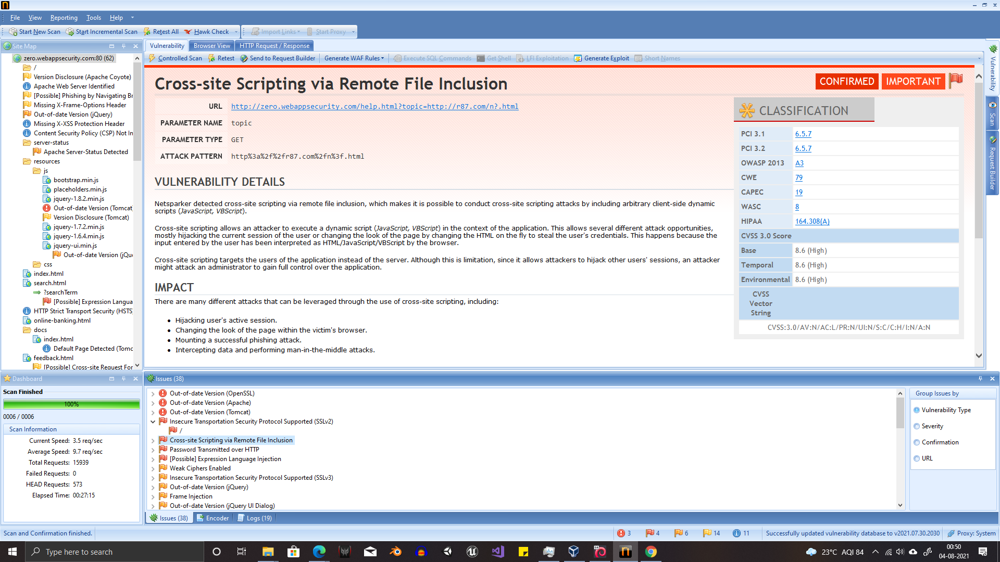 File View Reporting Tools Help
Start New Scan Start Incremental Scan Retest All Hawk Check Import Links Start Proxy
Site Map
zero.webappsecurity.com:80 (62)
/
Version Disclosure (Apache Coyote)
Apache Web Server Identified
[Possible] Phishing by Navigating Br
Missing X-Frame-Options Header
Out-of-date Version (jQuery)
Missing X-XSS Protection Header
Content Security Policy (CSP) Not In
server-status
Apache Server-Status Detected
resources
js
bootstrap.min.js
placeholders.min.js
jquery-1.8.2.min.js
Out-of-date Version (Tomcat
Version Disclosure (Tomcat)
jquery-1.7.2.min.js
jquery-1.6.4.min.js
jquery-ui.min.js
Out-of-date Version (jQu
css
index.html
search.html
?searchTerm
[Possible] Expression Langua
HTTP Strict Transport Security (HSTS
online-banking.html
docs
index.html
Default Page Detected (Tomc
feedback.html
[Possible] Cross-site Request For
Vulnerability Browser View HTTP Request / Response
Controlled Scan Retest Send to Request Builder Generate WAF Rules Execute SQL Commands Get Shell LFI Exploitation Generate Exploit Short Names
Cross-site Scripting via Remote File Inclusion
CONFIRMED IMPORTANT
URL http://zero.webappsecurity.com/help.html?topic=http://r87.com/n?.html
PARAMETER NAME topic
PARAMETER TYPE GET
ATTACK PATTERN http%3a%2f%2fr87.com%2fn%3f.html
VULNERABILITY DETAILS
Netsparker detected cross-site scripting via remote file inclusion, which makes it is possible to conduct cross-site scripting attacks by including arbitrary client-side dynamic
scripts (JavaScript, VBScript).
Cross-site scripting allows an attacker to execute a dynamic script (JavaScript, VBScript) in the context of the application. This allows several different attack opportunities,
mostly hijacking the current session of the user or changing the look of the page by changing the HTML on the fly to steal the user's credentials. This happens because the
input entered by the user has been interpreted as HTML/JavaScript/VBScript by the browser.
Cross-site scripting targets the users of the application instead of the server. Although this is limitation, since it allows attackers to hijack other users' sessions, an attacker
might attack an administrator to gain full control over the application.
IMPACT
There are many different attacks that can be leveraged through the use of cross-site scripting, including:
Hijacking user's active session.
Changing the look of the page within the victim's browser.
Mounting a successful phishing attack.
Intercepting data and performing man-in-the-middle attacks.
CLASSIFICATION
PCI 3.1 6.5.7
PCI 3.2 6.5.7
OWASP 2013 A3
CWE 79
CAPEC 19
WASC 8
HIPAA 164.308(A)
CVSS 3.0 Score
Base 8.6 (High)
Temporal 8.6 (High)
Environmental 8.6 (High)
CVSS
Vector
String
CVSS:3.0/AV:N/AC:L/PR:N/UI:N/S:C/C:H/I:N/A:N
Vulnerability
Scan
Request Builder
Dashboard
Scan Finished
100%
0006 / 0006
Scan Information
Current Speed: 3.5 req/sec
Average Speed: 9.7 req/sec
Total Requests: 15939
Failed Requests: 0
HEAD Requests: 573
Elapsed Time: 00:27:15
Issues (38)
Out-of-date Version (OpenSSL)
Out-of-date Version (Apache)
Out-of-date Version (Tomcat)
Insecure Transportation Security Protocol Supported (SSLv2)
/
Cross-site Scripting via Remote File Inclusion
Password Transmitted over HTTP
[Possible] Expression Language Injection
Weak Ciphers Enabled
Insecure Transportation Security Protocol Supported (SSLv3)
Out-of-date Version (jQuery)
Frame Injection
Out-of-date Version (jQuery UI Dialog)
Group Issues by
Vulnerability Type
Severity
Confirmation
URL
Issues (38) Encoder Logs (19)
Scan and Confirmation finished. 3 4 6 14 11 Successfully updated vulnerability database to v2021.07.30.2030 Proxy: System
Type here to search
23°C AQI 84
00:50
04-08-2021